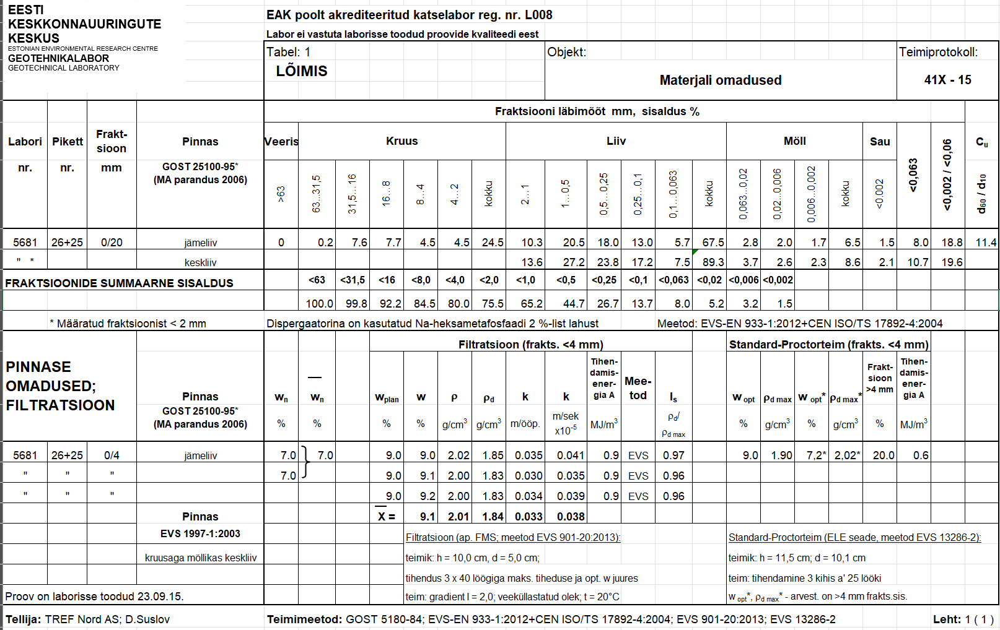 EESTI
KESKKONNAUURINGUTE
KESKUS
ESTONIAN ENVIRONMENTAL RESEARCH CENTRE
GEOTEHNIKALABOR
GEOTECHNICAL LABORATORY
EAK poolt akrediteeritud katselabor reg. nr. L008
Labor ei vastuta laborisse toodud proovide kvaliteedi eest
Tabel: 1 Objekt: Teimiprotokoll:
LÕIMIS Materjali omadused 41X - 15
Fraktsiooni läbimõõt mm, sisaldus %
Labori nr. Pikett nr. Frakt-sioon mm Pinnas Veeris Kruus Liiv Möll Sau <0,063 <0,002 / <0,06 Cu
GOST 25100-95*
(MA parandus 2006)
>63 63...31,5 31,5...16 16...8 8...4 4...2 kokku 2...1 1...0,5 0,5...0,25 0,25...0,1 0,1...0,063 kokku 0,063...0,02 0,02...0,006 0,006...0,002 kokku <0.002 d60 / d10
5681 26+25 0/20 jämeliiv 0 0.2 7.6 7.7 4.5 4.5 24.5 10.3 20.5 18.0 13.0 5.7 67.5 2.8 2.0 1.7 6.5 1.5 8.0 18.8 11.4
" * keskliiv 13.6 27.2 23.8 17.2 7.5 89.3 3.7 2.6 2.3 8.6 2.1 10.7 19.6
FRAKTSIOONIDE SUMMAARNE SISALDUS <63 <31,5 <16 <8,0 <4,0 <2,0 <1,0 <0,5 <0,25 <0,1 <0,063 <0,02 <0,006 <0,002
100.0 99.8 92.2 84.5 80.0 75.5 65.2 44.7 26.7 13.7 8.0 5.2 3.2 1.5
* Määratud fraktsioonist < 2 mm Dispergaatorina on kasutatud Na-heksametafosfaadi 2 %-list lahust Meetod: EVS-EN 933-1:2012+CEN ISO/TS 17892-4:2004
Filtratsioon (frakts. <4 mm) Standard-Proctorteim (frakts. <4 mm)
PINNASE
OMADUSED;
FILTRATSIOON
Pinnas
GOST 25100-95*
(MA parandus 2006)
wn wn wplan w ρ ρd k k Tihen-damis-ener-gia A Mee-tod Is w opt ρd max w opt* ρd max* Frakt-sioon >4 mm Tihen-damis-ener-gia A
% % % % g/cm³ g/cm³ m/ööp. m/sek x10⁻⁵ MJ/m³ ρd/ ρd max % g/cm³ % g/cm³ % MJ/m³
5681 26+25 0/4 jämeliiv 7.0 7.0 9.0 9.0 2.02 1.85 0.035 0.041 0.9 EVS 0.97 9.0 1.90 7,2* 2,02* 20.0 0.6
" " " 7.0 9.0 9.1 2.00 1.83 0.030 0.035 0.9 EVS 0.96
" " " 9.0 9.2 2.00 1.83 0.034 0.039 0.9 EVS 0.96
Pinnas X = 9.1 2.01 1.84 0.033 0.038
EVS 1997-1:2003 Filtratsioon (ap. FMS; meetod EVS 901-20:2013): Standard-Proctorteim (ELE seade, meetod EVS 13286-2):
kruusaga möllikas keskliiv teimik: h = 10,0 cm, d = 5,0 cm; teimik: h = 11,5 cm; d = 10,1 cm
tihendus 3 x 40 löögiga maks. tiheduse ja opt. w juures teim: tihendamine 3 kihis a' 25 lööki
Proov on laborisse toodud 23.09.15. teim: gradient I = 2,0; veeküllastatud olek; t = 20°C w opt*, ρd max* - arvest. on >4 mm frakts.sis.
Tellija: TREF Nord AS; D.Suslov Teimimeetod: GOST 5180-84; EVS-EN 933-1:2012+CEN ISO/TS 17892-4:2004; EVS 901-20:2013; EVS 13286-2 Leht: 1 ( 1 )